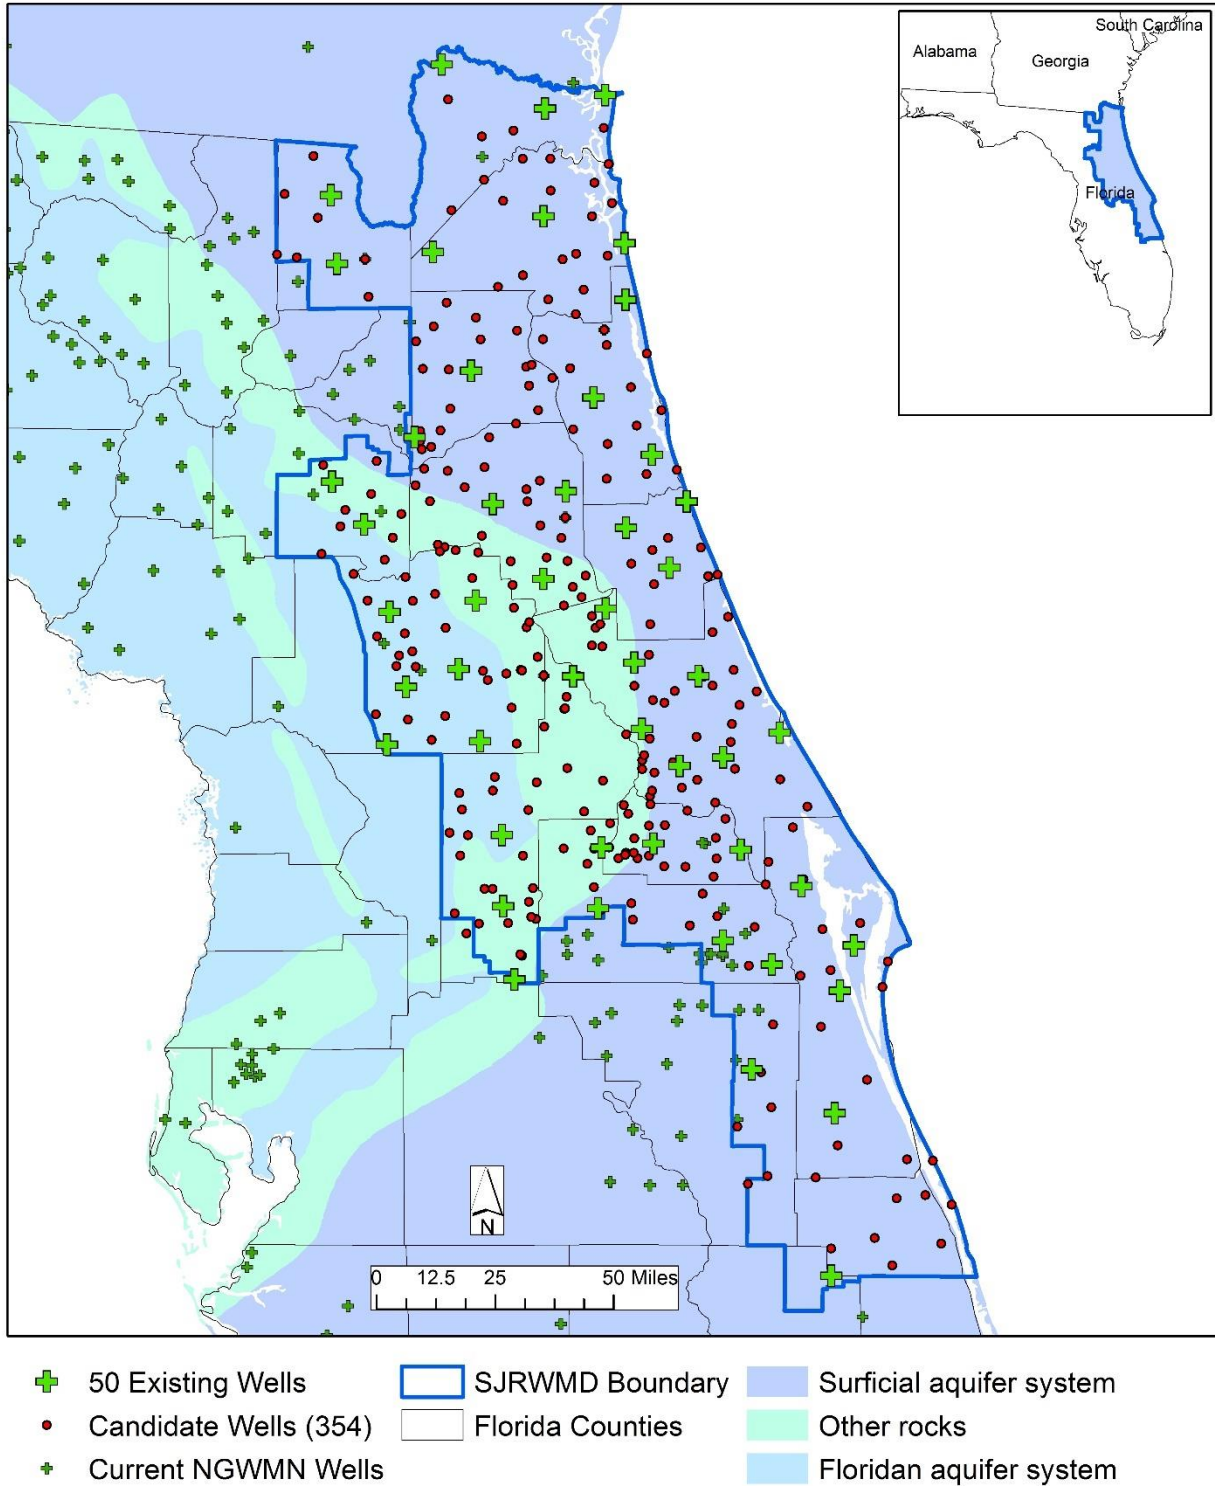 South Carolina
Alabama
Georgia
Florida
N
0 12.5 25 50 Miles
50 Existing Wells
SJRWMD Boundary
Surficial aquifer system
Candidate Wells (354)
Florida Counties
Other rocks
Current NGWMN Wells
Floridan aquifer system